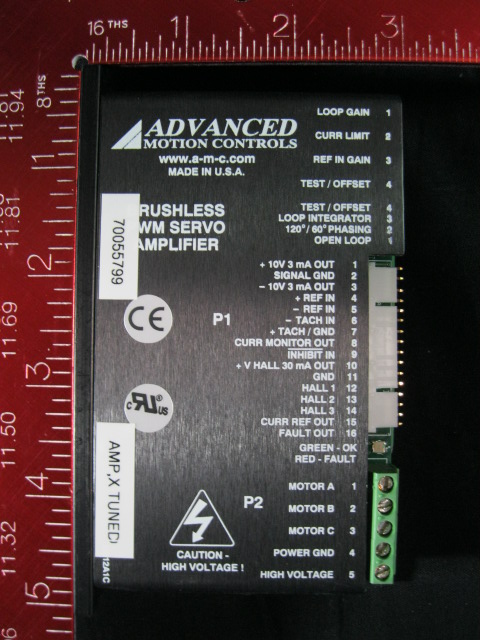 16 THS
1
2
3
8 THS
1
2
3
4
5
11.94
11.81
11.69
11.50
11.32
ADVANCED
MOTION CONTROLS
www.a-m-c.com
MADE IN U.S.A.
70055799
RUSHLESS
WM SERVO
AMPLIFIER
CE
P1
c RU us
AMP,X TUNED
P2
CAUTION -
HIGH VOLTAGE !
12A1C
LOOP GAIN 1
CURR LIMIT 2
REF IN GAIN 3
TEST / OFFSET 4
TEST / OFFSET 4
LOOP INTEGRATOR 3
120°/ 60° PHASING 2
OPEN LOOP 1
+ 10V 3 mA OUT 1
SIGNAL GND 2
– 10V 3 mA OUT 3
+ REF IN 4
– REF IN 5
– TACH IN 6
+ TACH / GND 7
CURR MONITOR OUT 8
INHIBIT IN 9
+ V HALL 30 mA OUT 10
GND 11
HALL 1 12
HALL 2 13
HALL 3 14
CURR REF OUT 15
FAULT OUT 16
GREEN - OK
RED - FAULT
MOTOR A 1
MOTOR B 2
MOTOR C 3
POWER GND 4
HIGH VOLTAGE 5